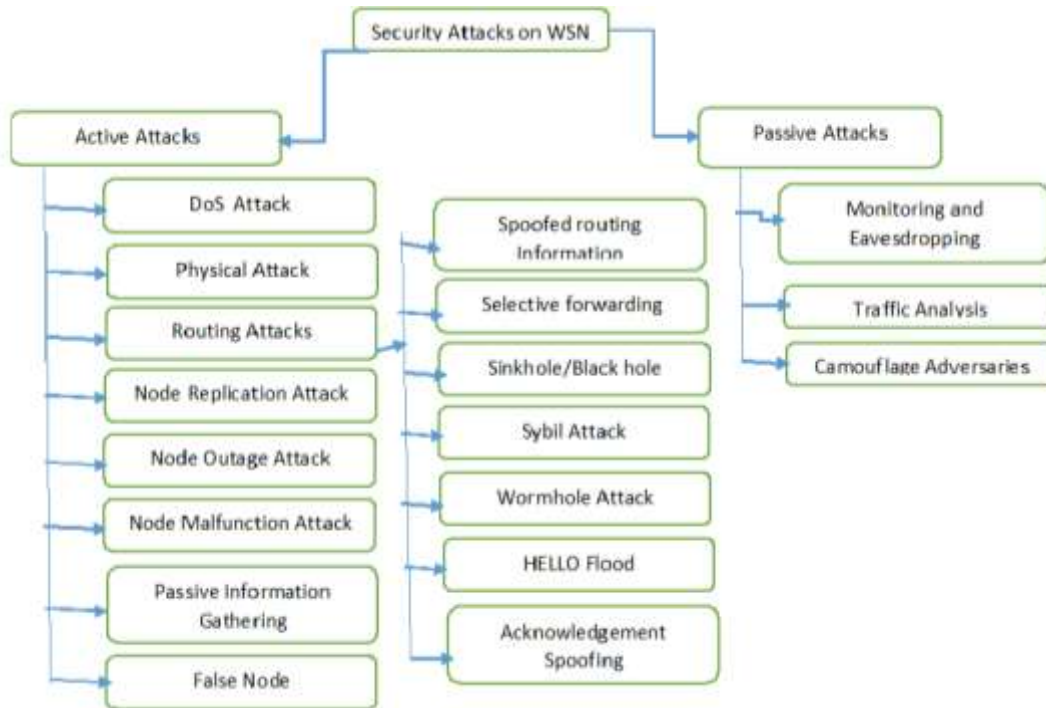 Security Attacks on WSN
Active Attacks
Passive Attacks
DoS Attack
Physical Attack
Routing Attacks
Node Replication Attack
Node Outage Attack
Node Malfunction Attack
Passive Information
Gathering
False Node
Spoofed routing
Information
Selective forwarding
Sinkhole/Black hole
Sybil Attack
Wormhole Attack
HELLO Flood
Acknowledgement
Spoofing
Monitoring and
Eavesdropping
Traffic Analysis
Camouflage Adversaries